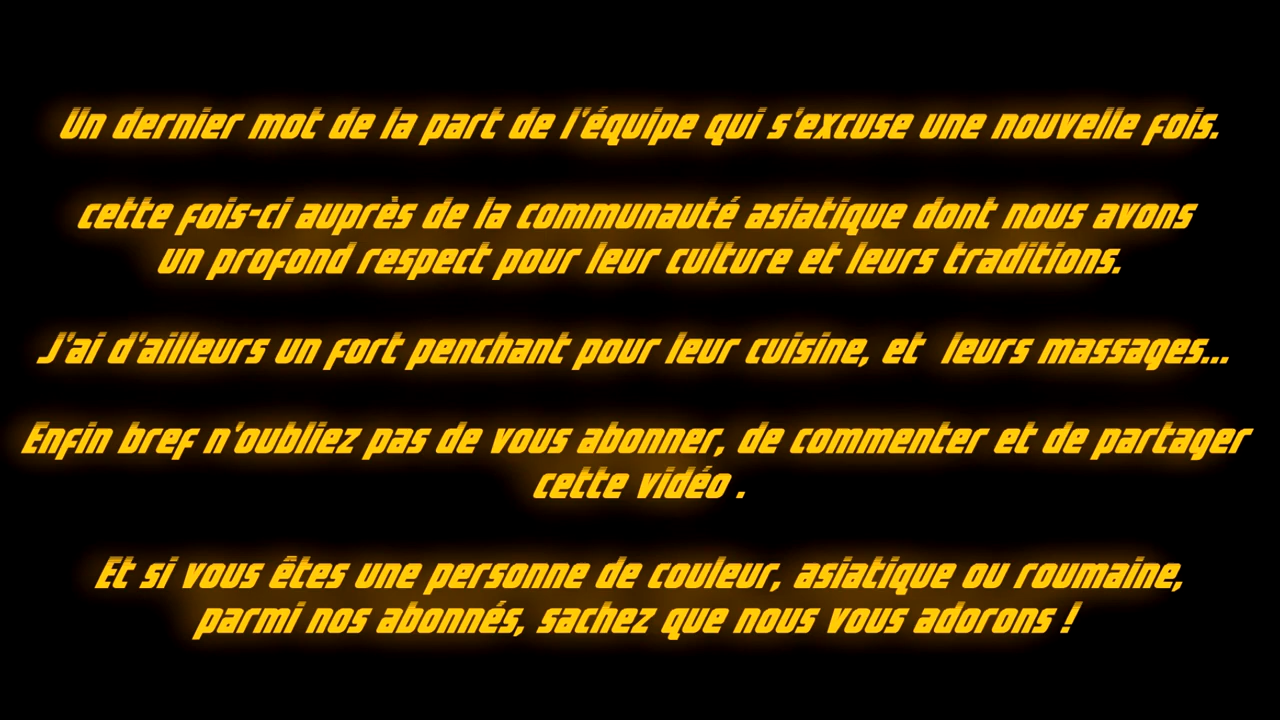 Un dernier mot de la part de l'équipe qui s'excuse une nouvelle fois.
cette fois-ci auprès de la communauté asiatique dont nous avons
un profond respect pour leur culture et leurs traditions.
J'ai d'ailleurs un fort penchant pour leur cuisine, et  leurs massages...
Enfin bref n'oubliez pas de vous abonner, de commenter et de partager
cette vidéo .
Et si vous êtes une personne de couleur, asiatique ou roumaine,
parmi nos abonnés, sachez que nous vous adorons !